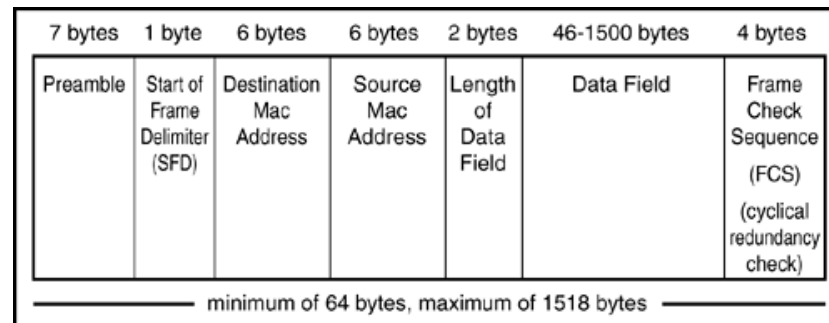 7 bytes 1 byte 6 bytes 6 bytes 2 bytes 46-1500 bytes 4 bytes
Preamble
Start of
Frame
Delimiter
(SFD)
Destination
Mac
Address
Source
Mac
Address
Length
of
Data
Field
Data Field
Frame
Check
Sequence
(FCS)
(cyclical
redundancy
check)
minimum of 64 bytes, maximum of 1518 bytes